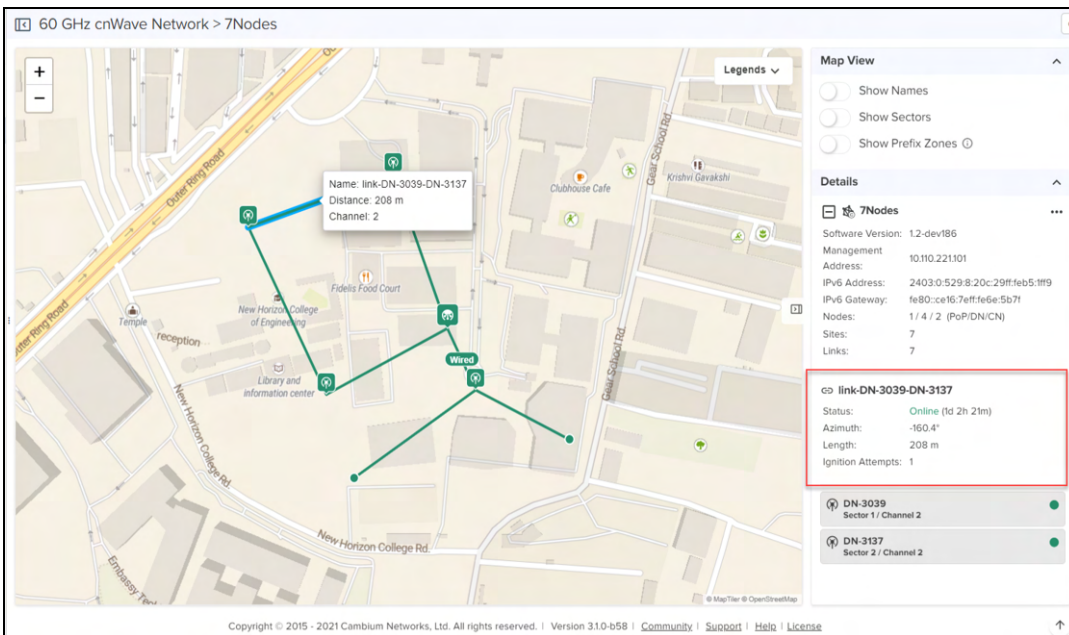 60 GHz cnWave Network > 7Nodes
+
−
Legends
Outer Ring Road
Outer Ring Road
Name: link-DN-3039-DN-3137
Distance: 208 m
Channel: 2
Clubhouse Cafe
Gear School Rd.
Krishvi Gavakshi
Fidelis Food Court
New Horizon College
of Engineering
Temple
reception
Wired
Library and
information center
Gear School Rd.
New Horizon College Rd.
New Horizon College Rd.
© MapTiler © OpenStreetMap
Map View
Show Names
Show Sectors
Show Prefix Zones
Details
7Nodes
Software Version: 1.2-dev186
Management
Address: 10.110.221.101
IPv6 Address: 2403:0:529:8:20c:29ff:feb5:1ff9
IPv6 Gateway: fe80::ce16:7eff:fe6e:5b7f
Nodes: 1 / 4 / 2 (PoP/DN/CN)
Sites: 7
Links: 7
link-DN-3039-DN-3137
Status: Online (1d 2h 21m)
Azimuth: -160.4°
Length: 208 m
Ignition Attempts: 1
DN-3039
Sector 1 / Channel 2
DN-3137
Sector 2 / Channel 2
Copyright © 2015 - 2021 Cambium Networks, Ltd. All rights reserved. | Version 3.1.0-b58 | Community | Support | Help | License